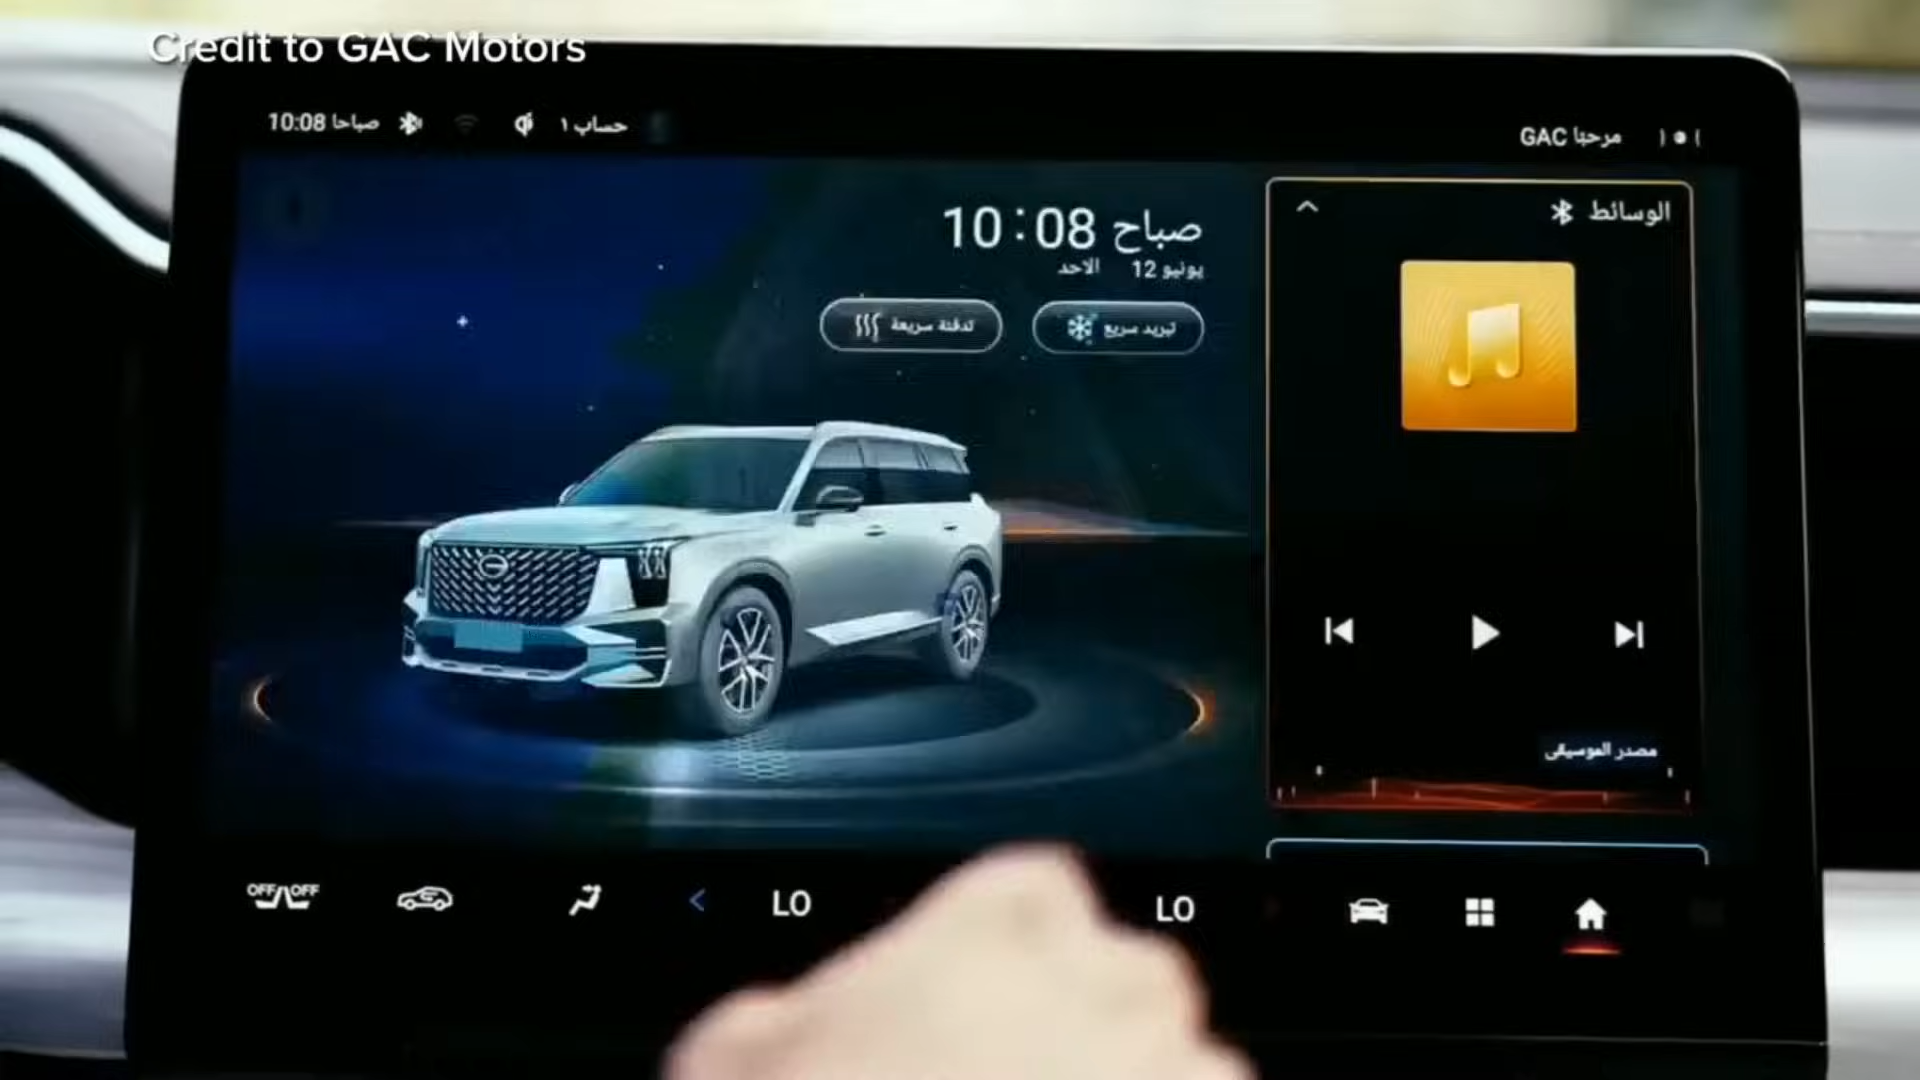 Credit to GAC Motors
10:08 صباحا
حساب ١
مرحبا GAC
10:08 صباح
يونيو 12 الاحد
تدفئة سريعة
تبريد سريع
الوسائط
مصدر الموسيقى
OFF OFF
LO
LO